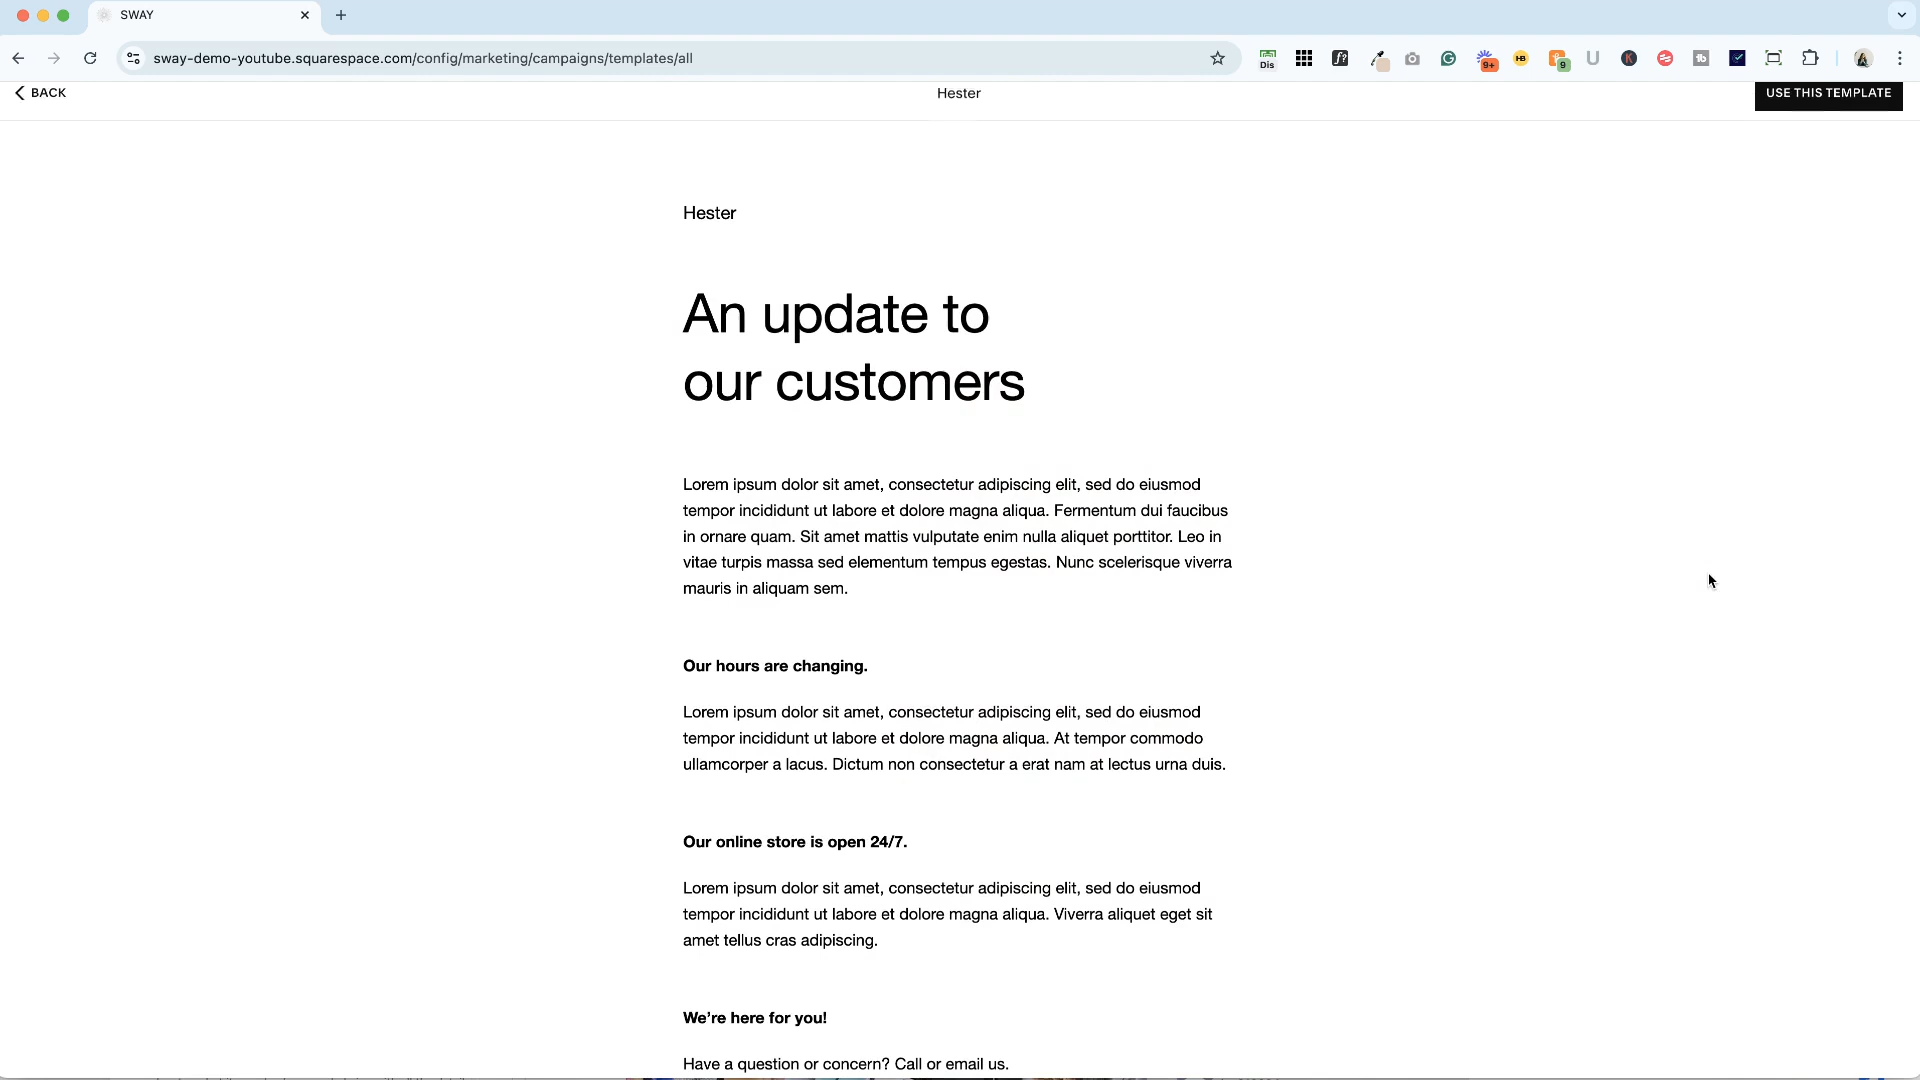 SWAY
sway-demo-youtube.squarespace.com/config/marketing/campaigns/templates/all
Dis
f?
9+
HB
9
U
K
tb
BACK
Hester
USE THIS TEMPLATE
Hester
An update to
our customers
Lorem ipsum dolor sit amet, consectetur adipiscing elit, sed do eiusmod
tempor incididunt ut labore et dolore magna aliqua. Fermentum dui faucibus
in ornare quam. Sit amet mattis vulputate enim nulla aliquet porttitor. Leo in
vitae turpis massa sed elementum tempus egestas. Nunc scelerisque viverra
mauris in aliquam sem.
Our hours are changing.
Lorem ipsum dolor sit amet, consectetur adipiscing elit, sed do eiusmod
tempor incididunt ut labore et dolore magna aliqua. At tempor commodo
ullamcorper a lacus. Dictum non consectetur a erat nam at lectus urna duis.
Our online store is open 24/7.
Lorem ipsum dolor sit amet, consectetur adipiscing elit, sed do eiusmod
tempor incididunt ut labore et dolore magna aliqua. Viverra aliquet eget sit
amet tellus cras adipiscing.
We’re here for you!
Have a question or concern? Call or email us.